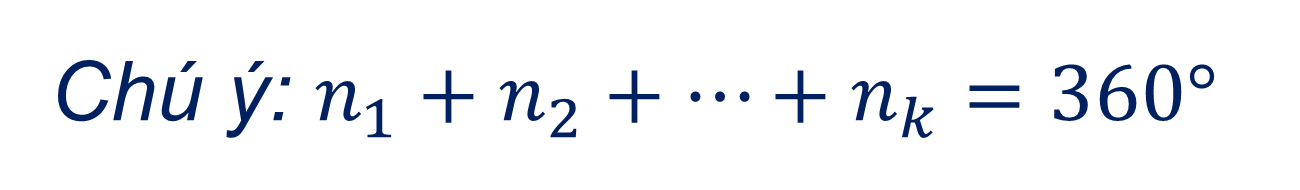 Chú ý: n₁ + n₂ + ⋯ + nₖ = 360°